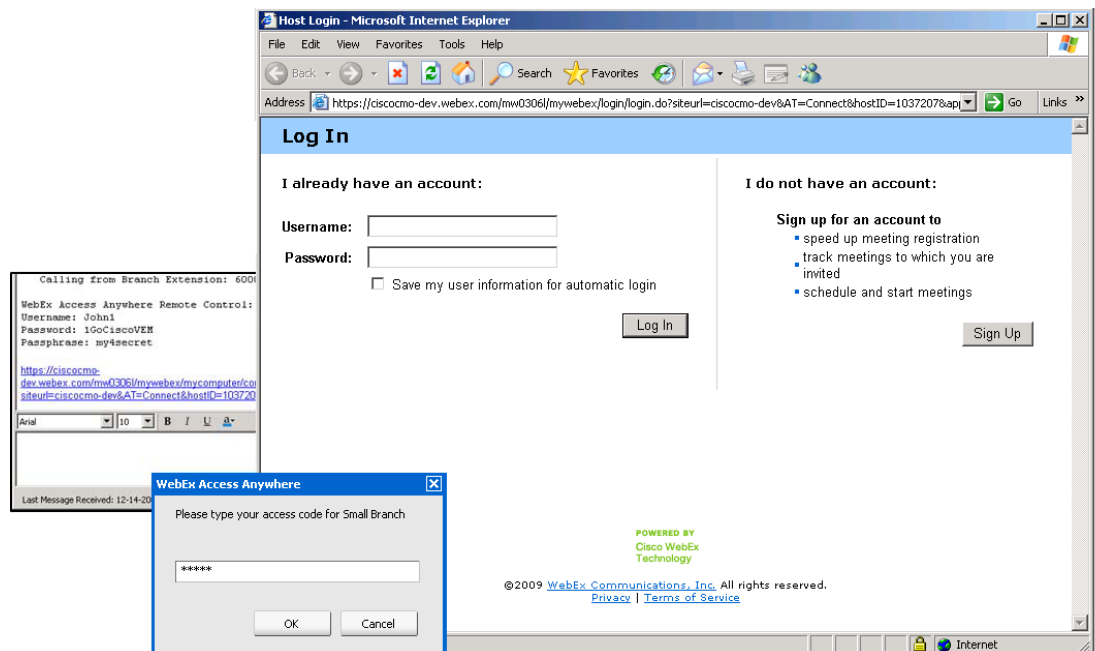 Host Login - Microsoft Internet Explorer
File Edit View Favorites Tools Help
Back Search Favorites
Address https://ciscocmo-dev.webex.com/mw0306l/mywebex/login/login.do?siteurl=ciscocmo-dev&AT=Connect&hostID=1037207&ap Go Links »
Log In
I already have an account:
Username:
Password:
Save my user information for automatic login
Log In
I do not have an account:
Sign up for an account to
speed up meeting registration
track meetings to which you are
invited
schedule and start meetings
Sign Up
Calling from Branch Extension: 600
WebEx Access Anywhere Remote Control:
Username: John1
Password: 1GoCiscoVEM
Passphrase: my4secret
https://ciscocmo-
dev.webex.com/mw0306l/mywebex/mycomputer/co
siteurl=ciscocmo-dev&AT=Connect&hostID=103720
Arial 10 B I U a
Last Message Received: 12-14-20
WebEx Access Anywhere
Please type your access code for Small Branch
*****
OK Cancel
POWERED BY
Cisco WebEx
Technology
©2009 WebEx Communications, Inc. All rights reserved.
Privacy | Terms of Service
Internet